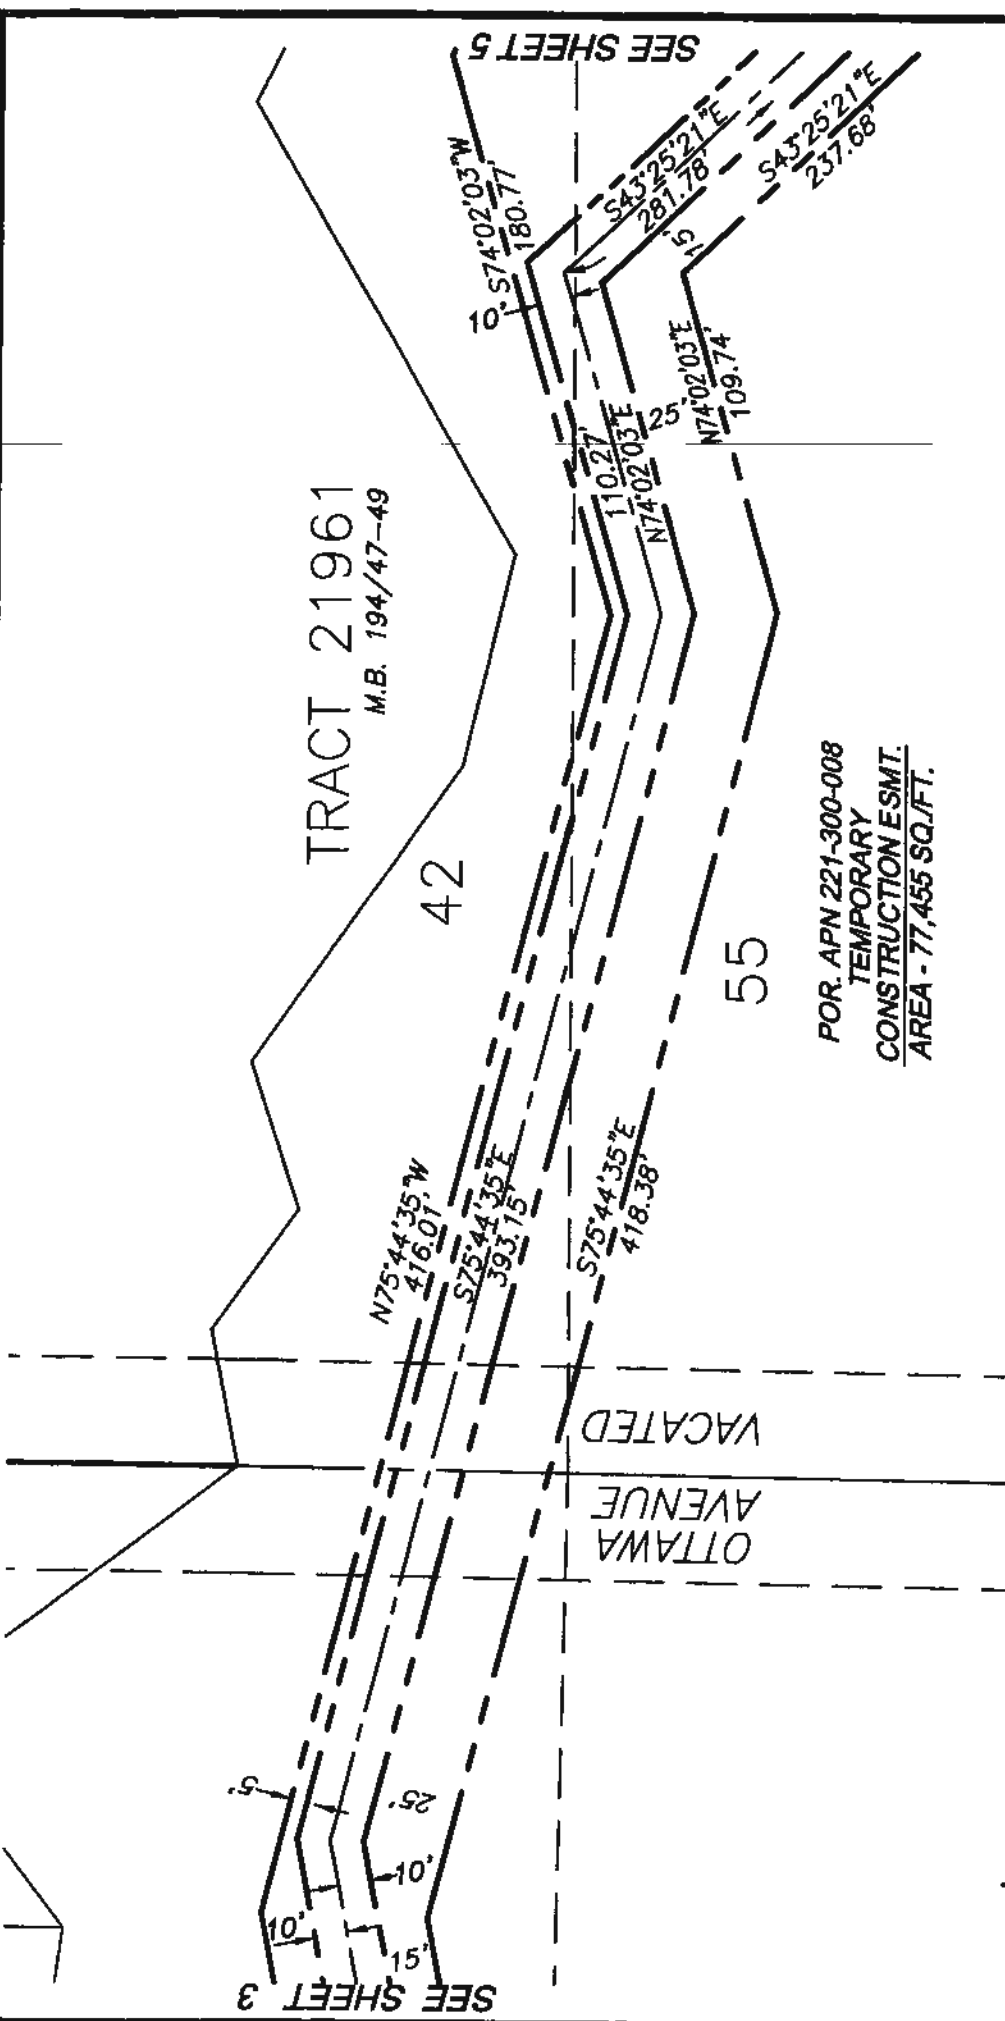 SEE SHEET 5
S74°02'03"W
180.77'
10'
S43°25'21"E
281.78'
S43°25'21"E
237.68'
15'
N74°02'03"E
109.74'
25'
110.27'
N74°02'03"E
TRACT 21961
M.B. 194/47-49
42
55
POR. APN 221-300-008
TEMPORARY
CONSTRUCTION ESMT.
AREA - 77,455 SQ./FT.
N75°44'35"W
416.01'
S75°44'35"E
393.15'
S75°44'35"E
418.38'
VACATED
OTTAWA
AVENUE
5'
25'
10'
10'
15'
SEE SHEET 3